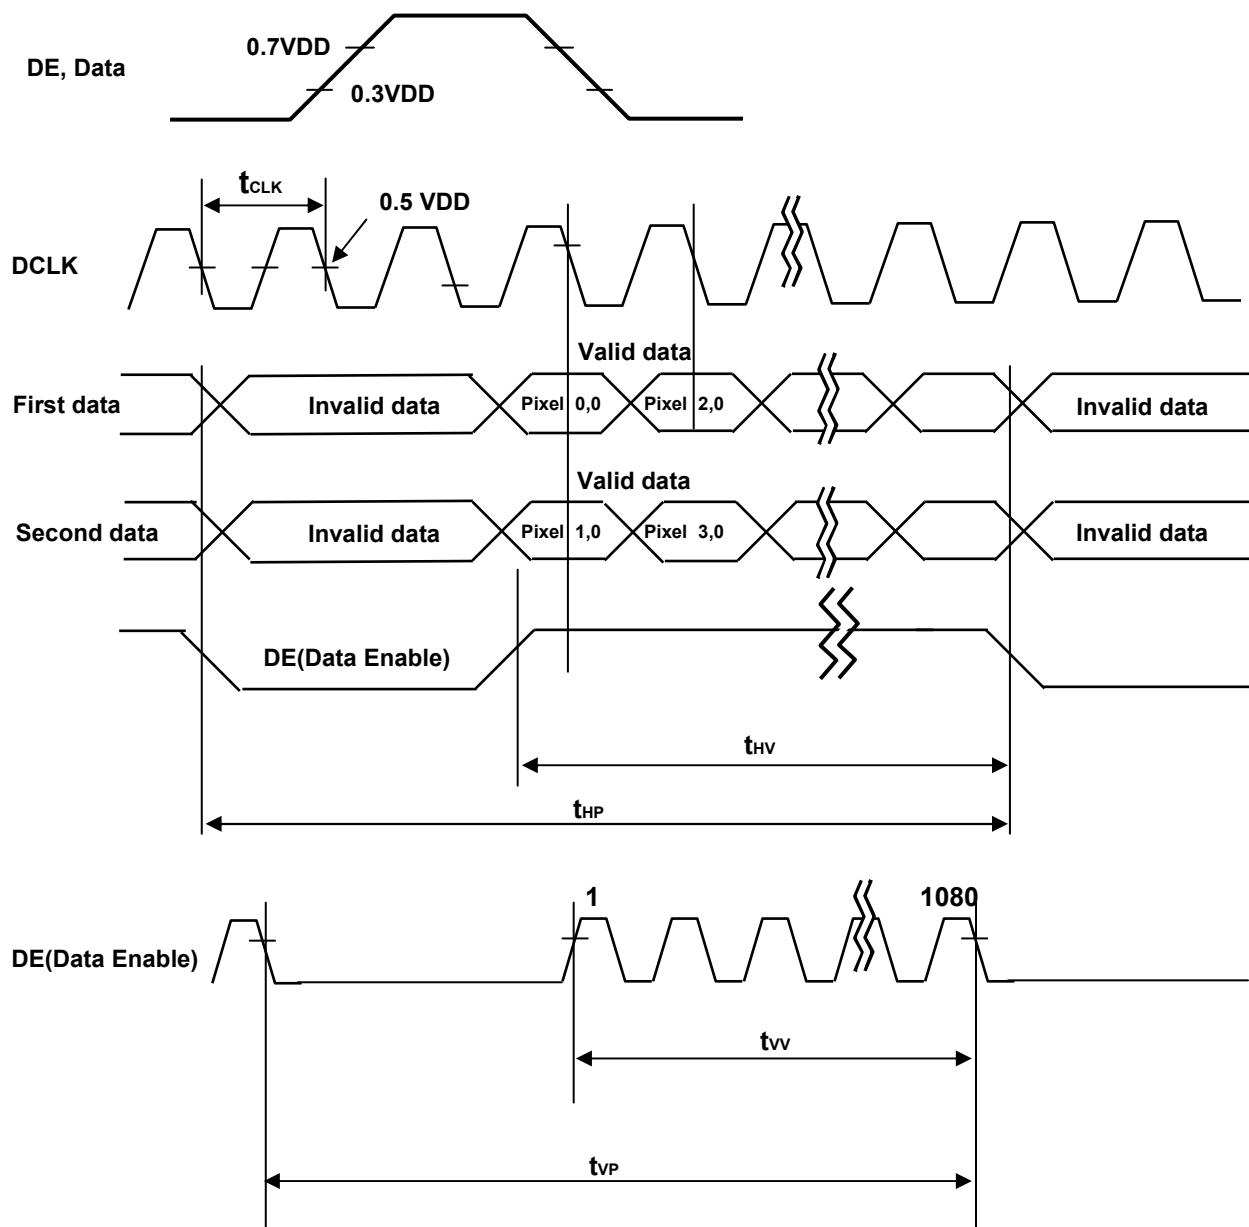 0.7VDD
DE, Data
0.3VDD
tCLK
0.5 VDD
DCLK
Valid data
First data
Invalid data
Pixel 0,0
Pixel 2,0
Invalid data
Valid data
Second data
Invalid data
Pixel 1,0
Pixel 3,0
Invalid data
DE(Data Enable)
tHV
tHP
1
1080
DE(Data Enable)
tVV
tVP